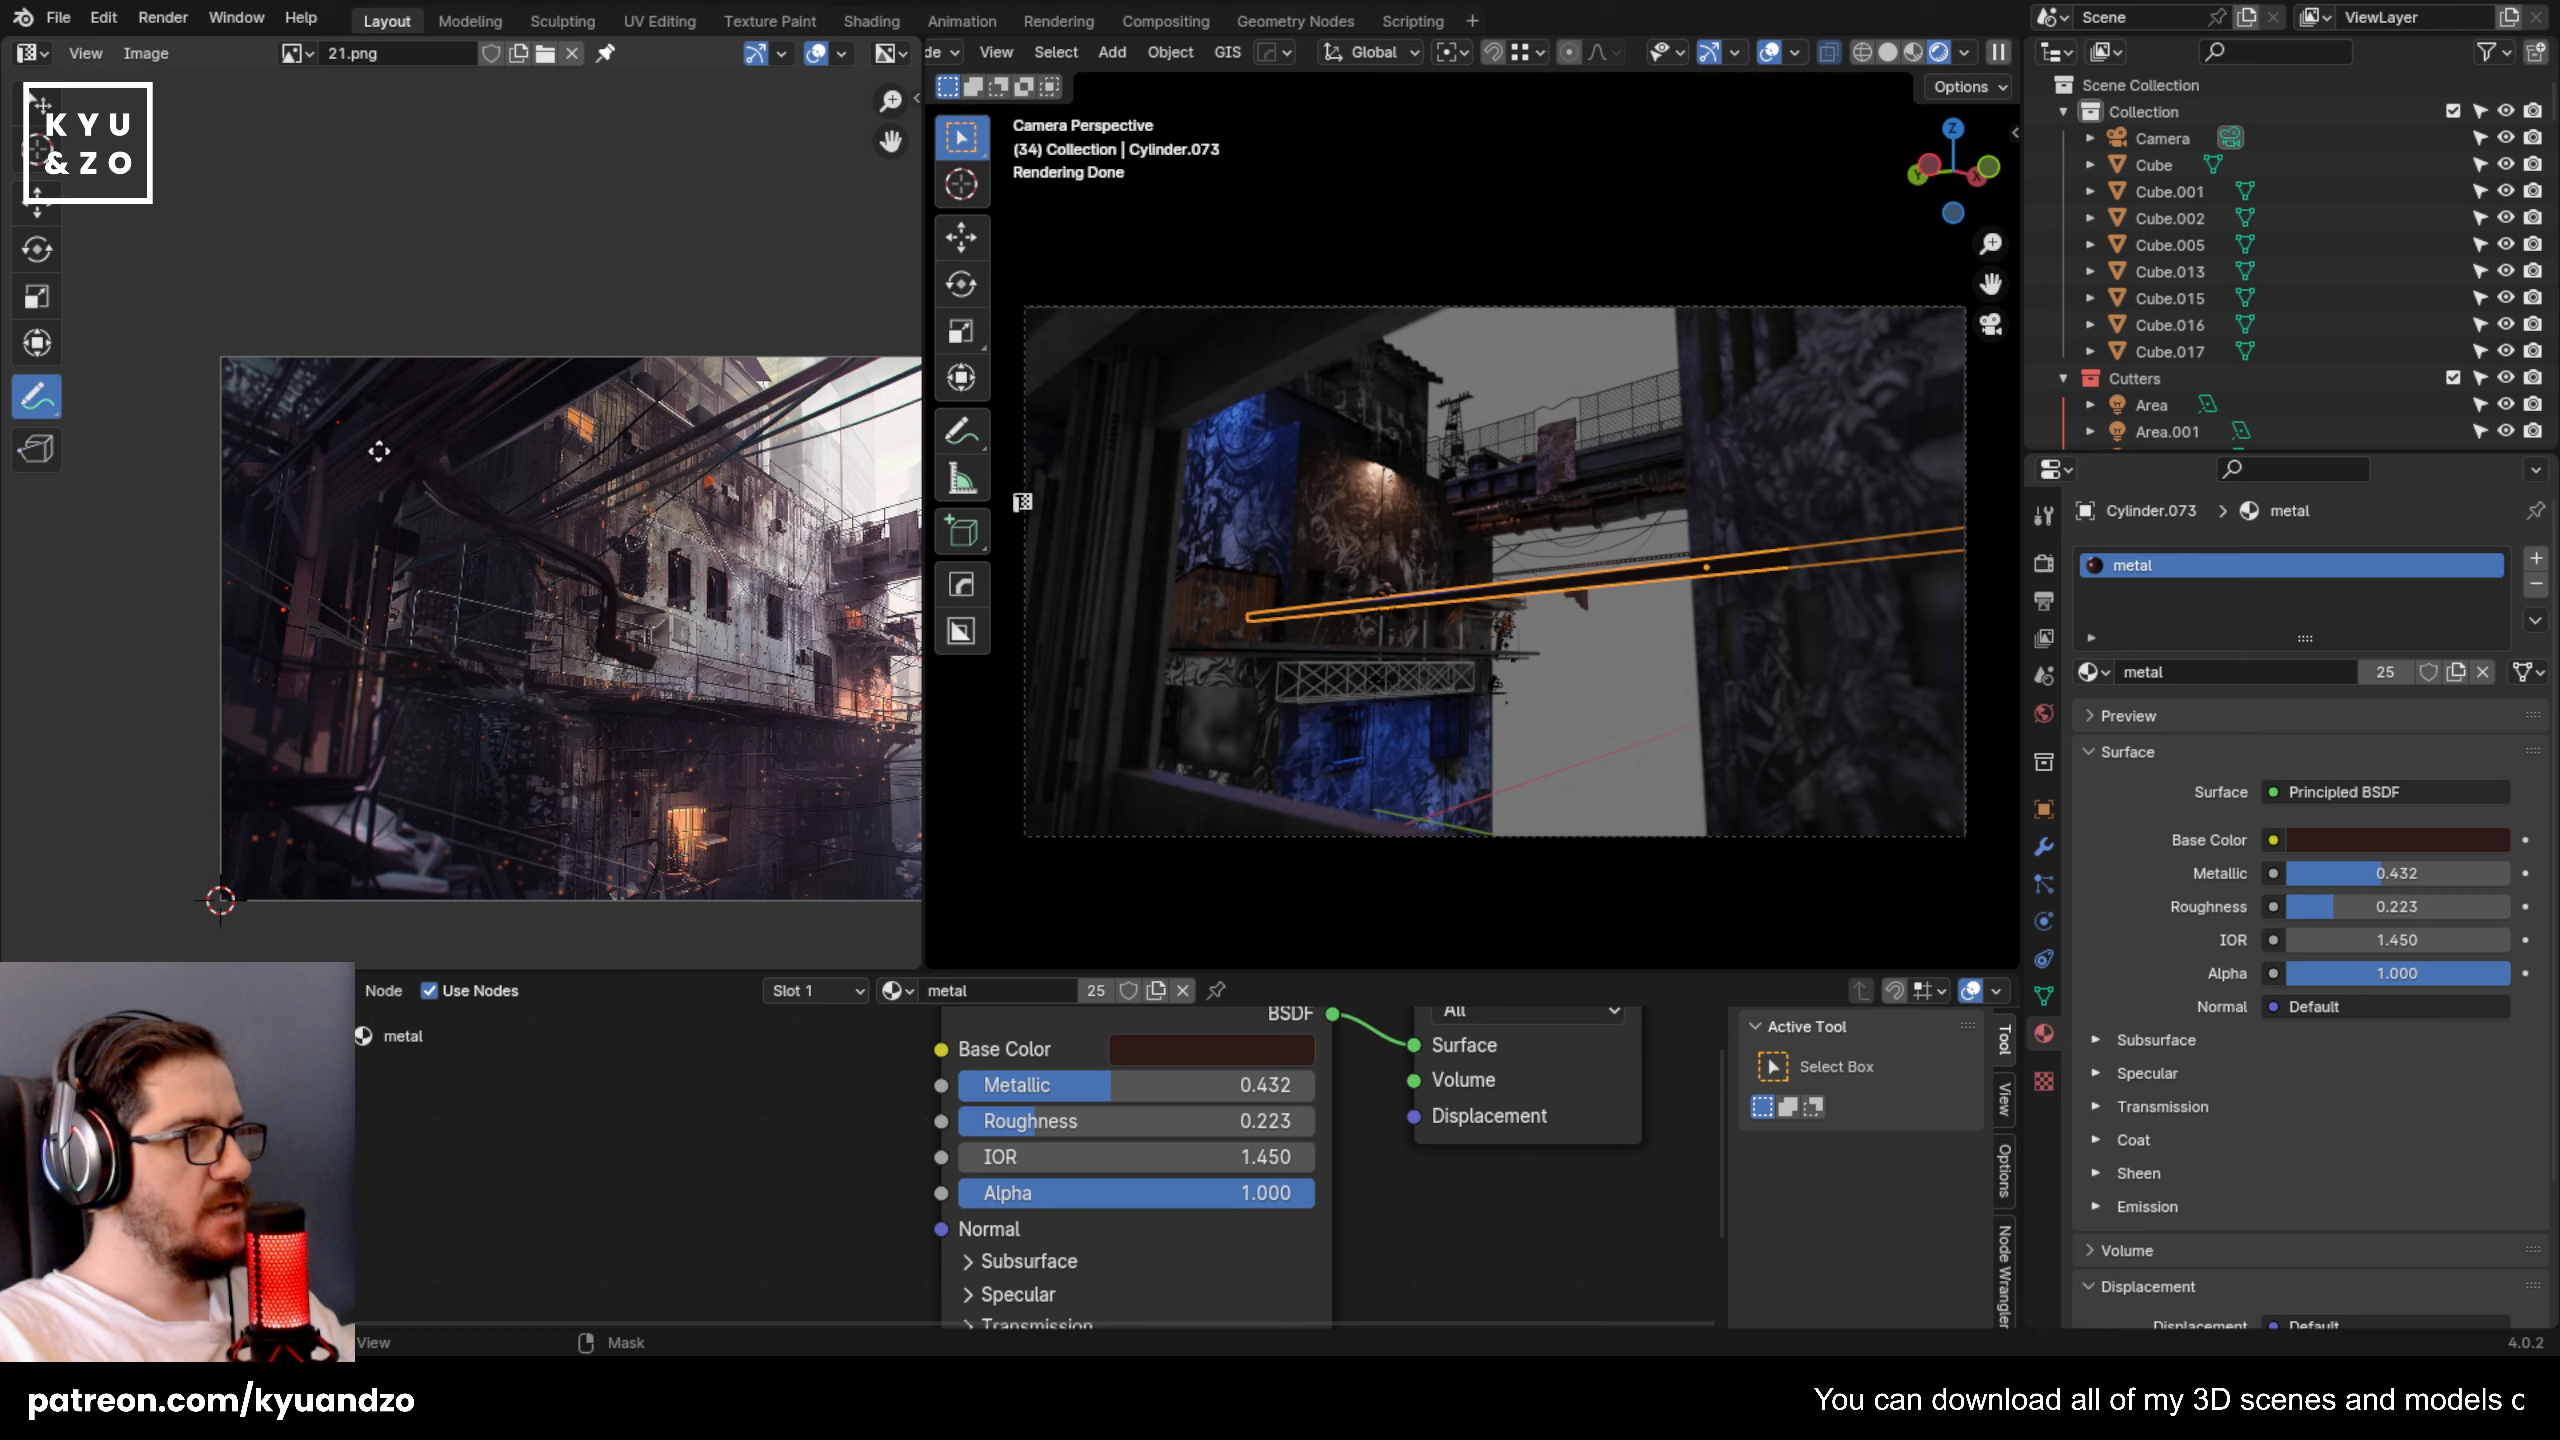 File Edit Render Window Help
Layout Modeling Sculpting UV Editing Texture Paint Shading Animation Rendering Compositing Geometry Nodes Scripting
Scene
ViewLayer
View Image
21.png
de View Select Add Object GIS
Global
KYU
&ZO
Options
Camera Perspective
(34) Collection | Cylinder.073
Rendering Done
Z
Y
X
Scene Collection
Collection
Camera
Cube
Cube.001
Cube.002
Cube.005
Cube.013
Cube.015
Cube.016
Cube.017
Cutters
Area
Area.001
Cylinder.073 > metal
metal
metal 25
Preview
Surface
Surface Principled BSDF
Base Color
Metallic 0.432
Roughness 0.223
IOR 1.450
Alpha 1.000
Normal Default
Subsurface
Specular
Transmission
Coat
Sheen
Emission
Volume
Displacement
Displacement Default
Node Use Nodes
Slot 1
metal 25
metal
BSDF
Base Color
Metallic 0.432
Roughness 0.223
IOR 1.450
Alpha 1.000
Normal
Subsurface
Specular
Transmission
All
Surface
Volume
Displacement
Active Tool
Select Box
Tool
View
Options
Node Wrangler
View
Mask
4.0.2
patreon.com/kyuandzo
You can download all of my 3D scenes and models